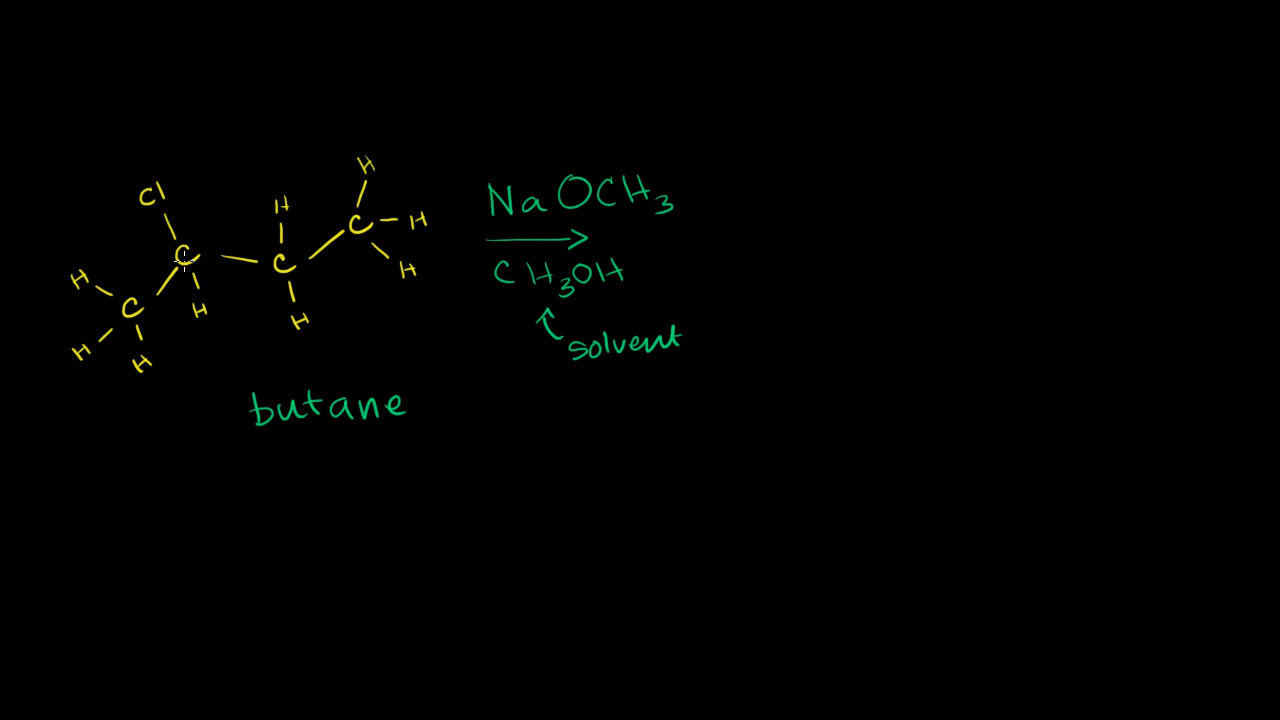 H
Cl H C H
H C C H
H C H H
H H
NaOCH3
CH3OH
solvent
butane